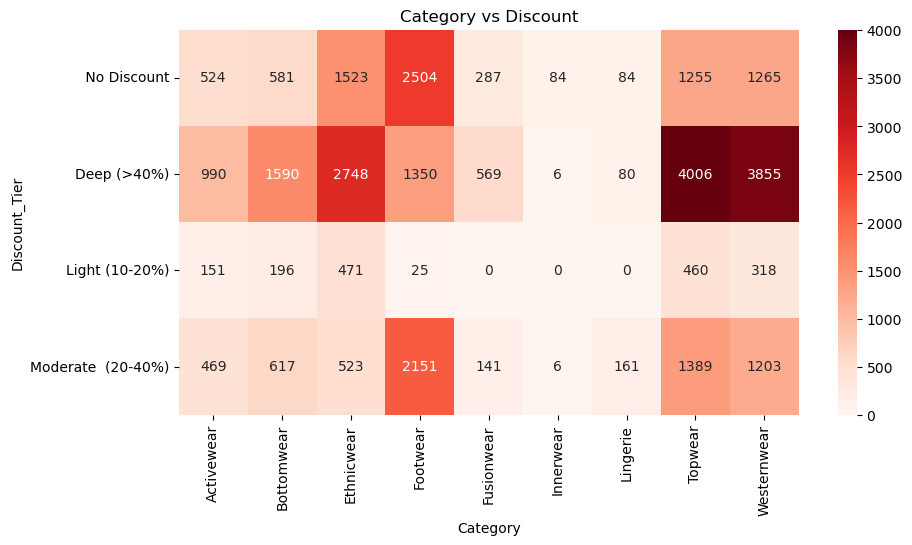 Category vs Discount
No Discount 524 581 1523 2504 287 84 84 1255 1265
Deep (>40%) 990 1590 2748 1350 569 6 80 4006 3855
Light (10-20%) 151 196 471 25 0 0 0 460 318
Moderate  (20-40%) 469 617 523 2151 141 6 161 1389 1203
Discount_Tier
Activewear
Bottomwear
Ethnicwear
Footwear
Fusionwear
Innerwear
Lingerie
Topwear
Westernwear
Category
4000
3500
3000
2500
2000
1500
1000
500
0